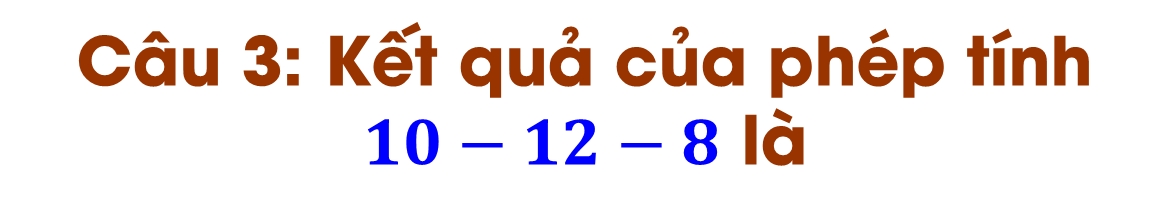 Câu 3: Kết quả của phép tính
10 − 12 − 8 là